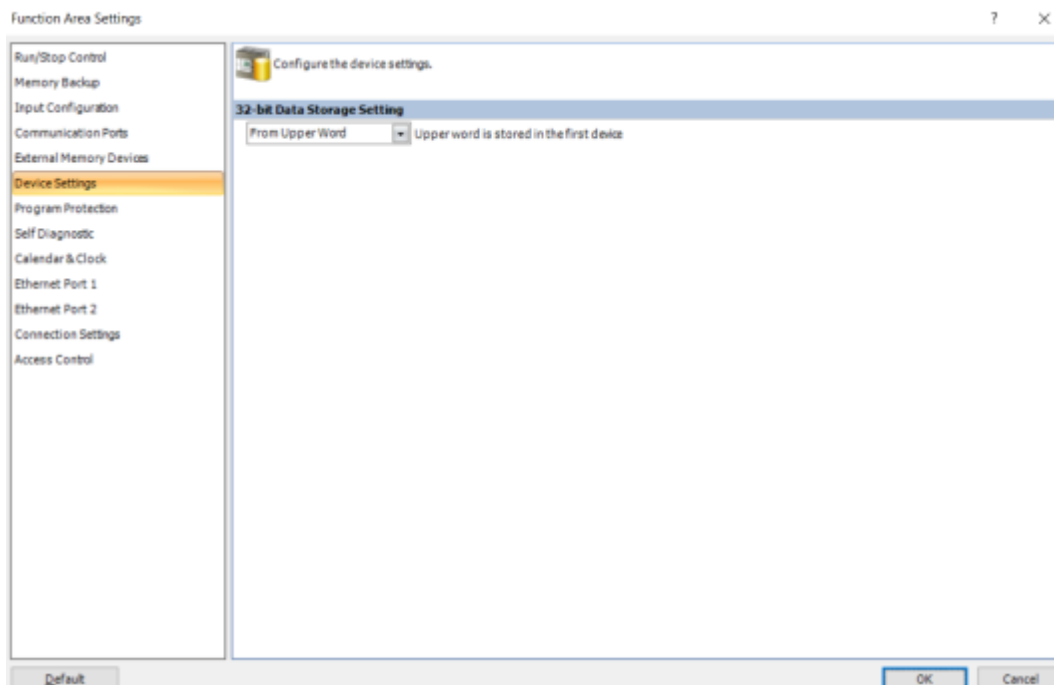 Function Area Settings
?
Run/Stop Control
Memory Backup
Input Configuration
Communication Ports
External Memory Devices
Device Settings
Program Protection
Self Diagnostic
Calendar & Clock
Ethernet Port 1
Ethernet Port 2
Connection Settings
Access Control
Configure the device settings.
32-bit Data Storage Setting
From Upper Word Upper word is stored in the first device
Default OK Cancel